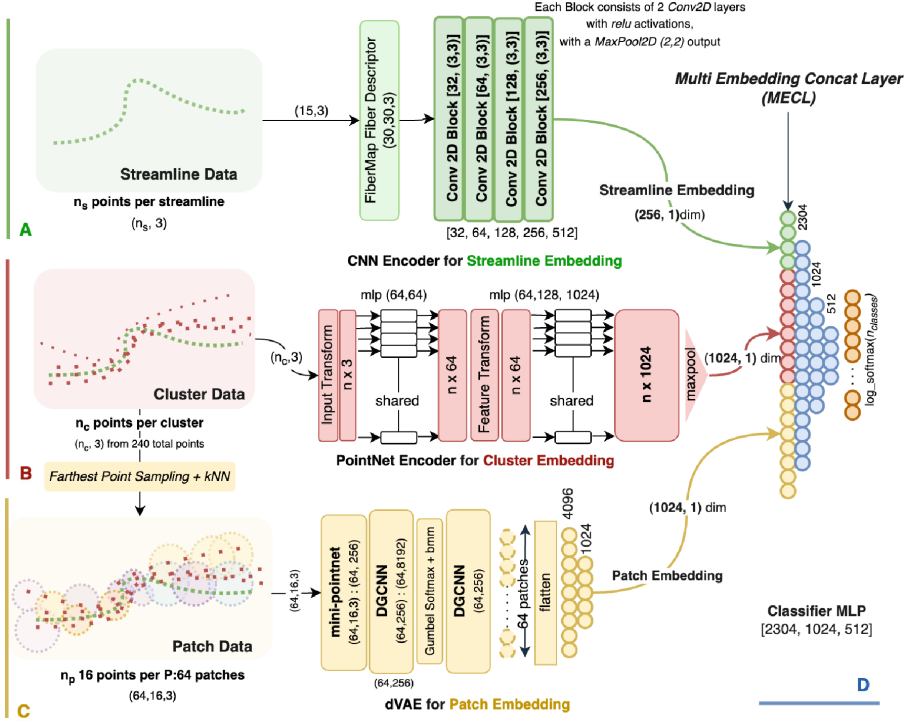 Each Block consists of 2 Conv2D layers
with relu activations,
with a MaxPool2D (2,2) output
Streamline Data
n_s points per streamline
(n_s, 3)
A
(15,3)
FiberMap Fiber Descriptor
(30,30,3)
Conv 2D Block [32, (3,3)]
Conv 2D Block [64, (3,3)]
Conv 2D Block [128, (3,3)]
Conv 2D Block [256, (3,3)]
[32, 64, 128, 256, 512]
CNN Encoder for Streamline Embedding
Streamline Embedding
(256, 1)dim)
Multi Embedding Concat Layer
(MECL)
2304
1024
512
log_softmax(n_classes)
Cluster Data
n_c points per cluster
(n_c, 3) from 240 total points
B
Farthest Point Sampling + kNN
(n_c,3)
Input Transform
n x 3
mlp (64,64)
shared
n x 64
Feature Transform
n x 64
mlp (64,128, 1024)
shared
n x 1024
maxpool
(1024, 1) dim
PointNet Encoder for Cluster Embedding
Patch Data
n_p 16 points per P:64 patches
(64,16,3)
C
(64,16,3)
mini-pointnet
(64,16,3) : (64, 256)
DGCNN
(64,256) : (64,8192)
(64,256)
Gumbel Softmax + bmm
DGCNN
(64,256)
64 patches
flatten
4096
1024
dVAE for Patch Embedding
(1024, 1) dim
Patch Embedding
Classifier MLP
[2304, 1024, 512]
D